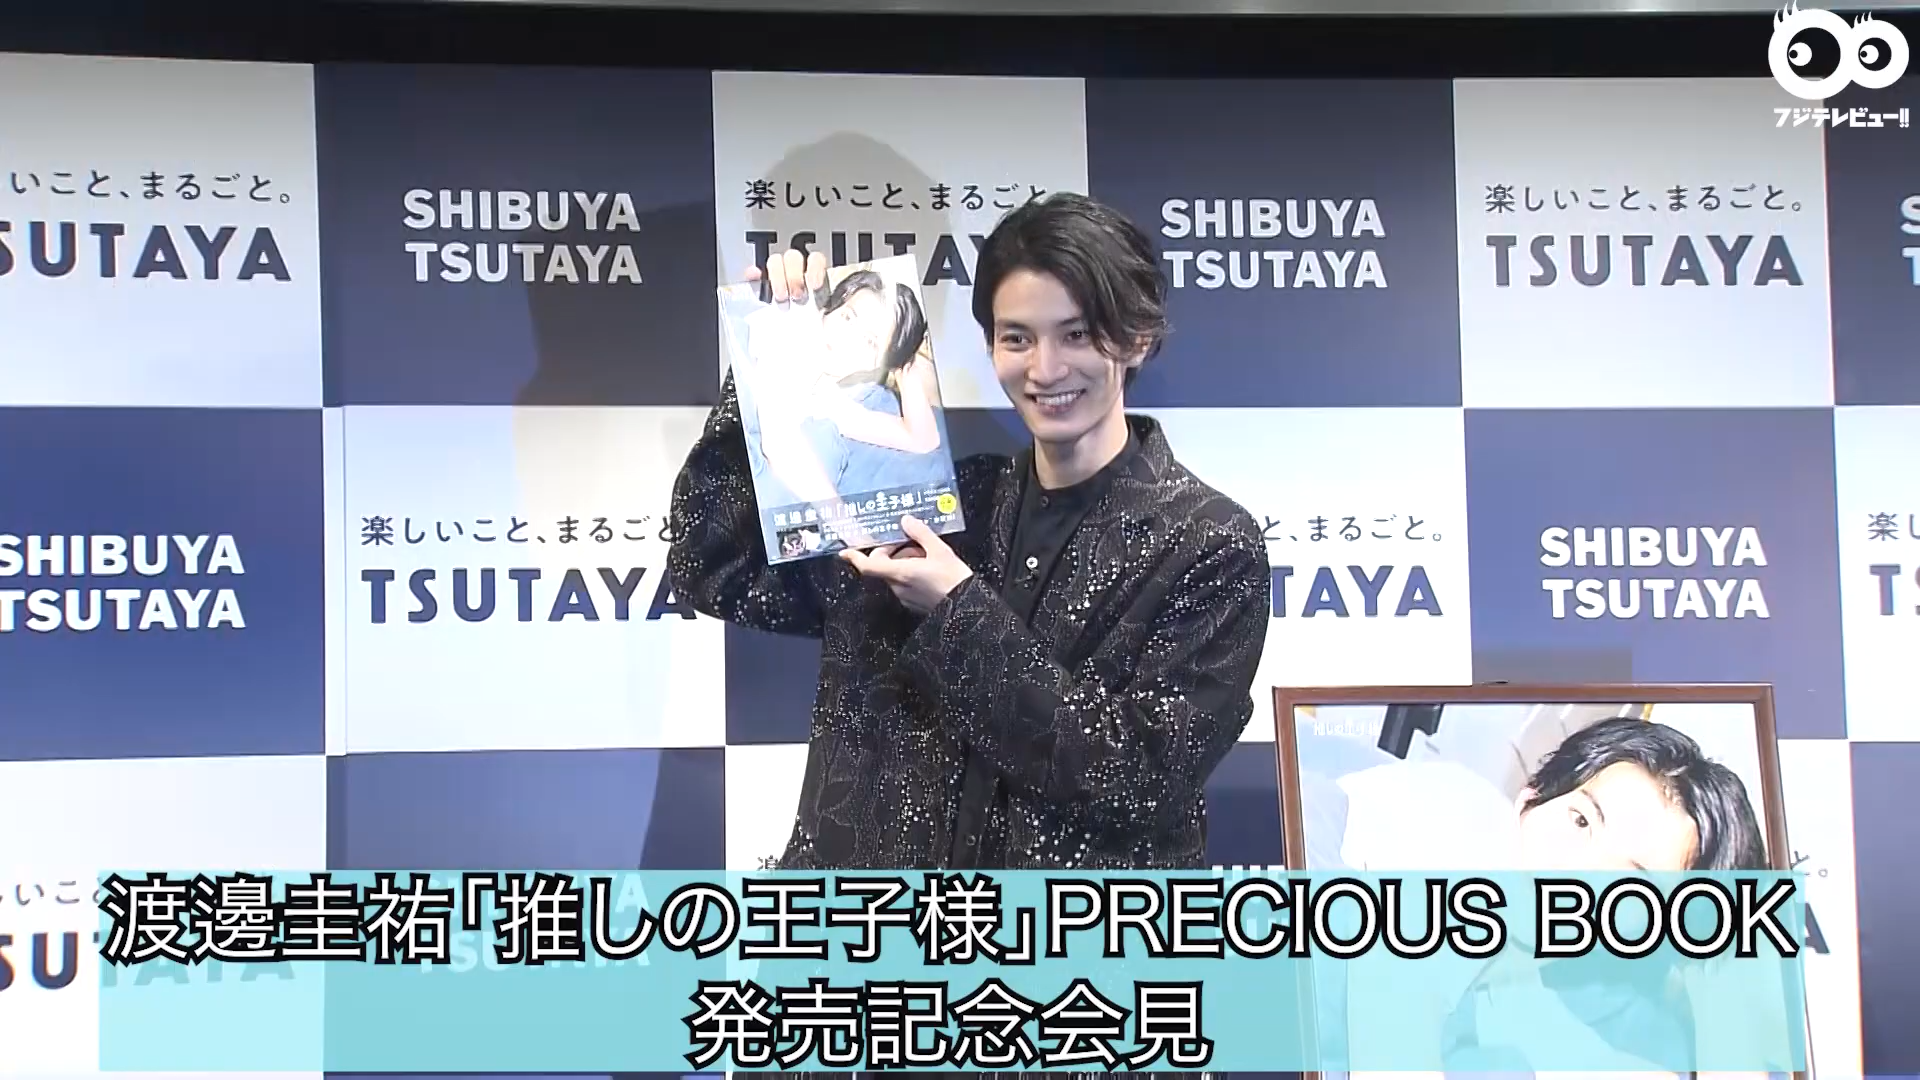 フジテレビュー!!
いこと、まるごと。
SUTAYA
SHIBUYA
TSUTAYA
楽しいこと、まるごと
TSUTAYA
SHIBUYA
TSUTAYA
楽しいこと、まるごと。
TSUTAYA
渡邊圭祐「推しの王子様」
SHIBUYA
TSUTAYA
楽しいこと、まるごと
TSUTAYA
と、まるごと。
TAYA
SHIBUYA
TSUTAYA
楽し
TS
渡邊圭祐「推しの王子様」PRECIOUS BOOK
発売記念会見